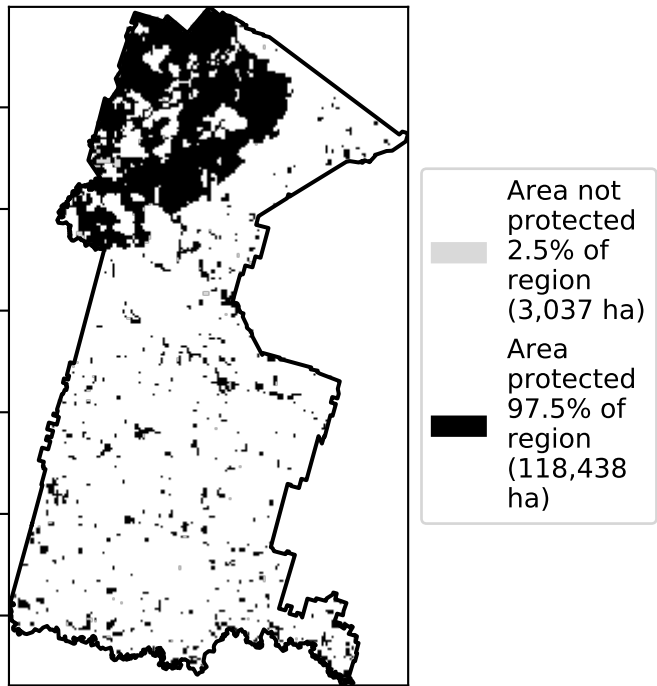 Area not
protected
2.5% of
region
(3,037 ha)
Area
protected
97.5% of
region
(118,438
ha)